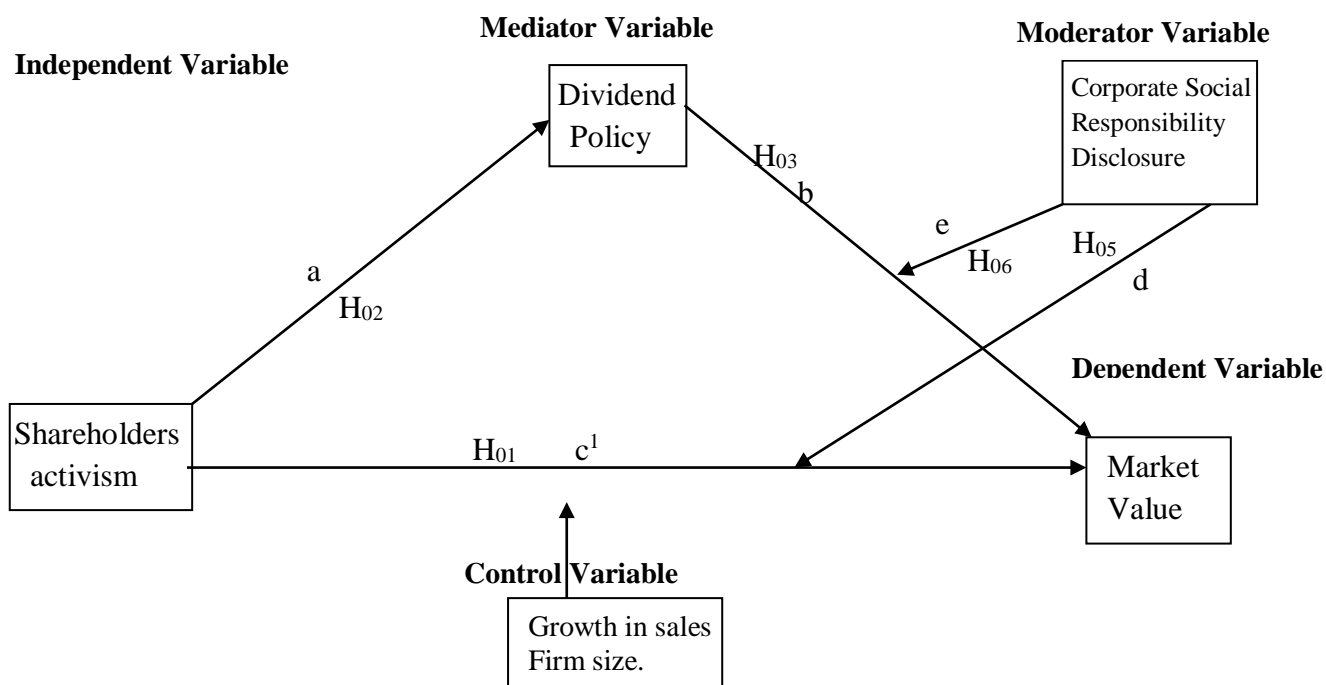 Mediator Variable
Moderator Variable
Independent Variable
Dividend
Policy
Corporate Social
Responsibility
Disclosure
H03
b
e
H06
H05
d
a
H02
Dependent Variable
Shareholders
activism
H01 c1
Market
Value
Control Variable
Growth in sales
Firm size.